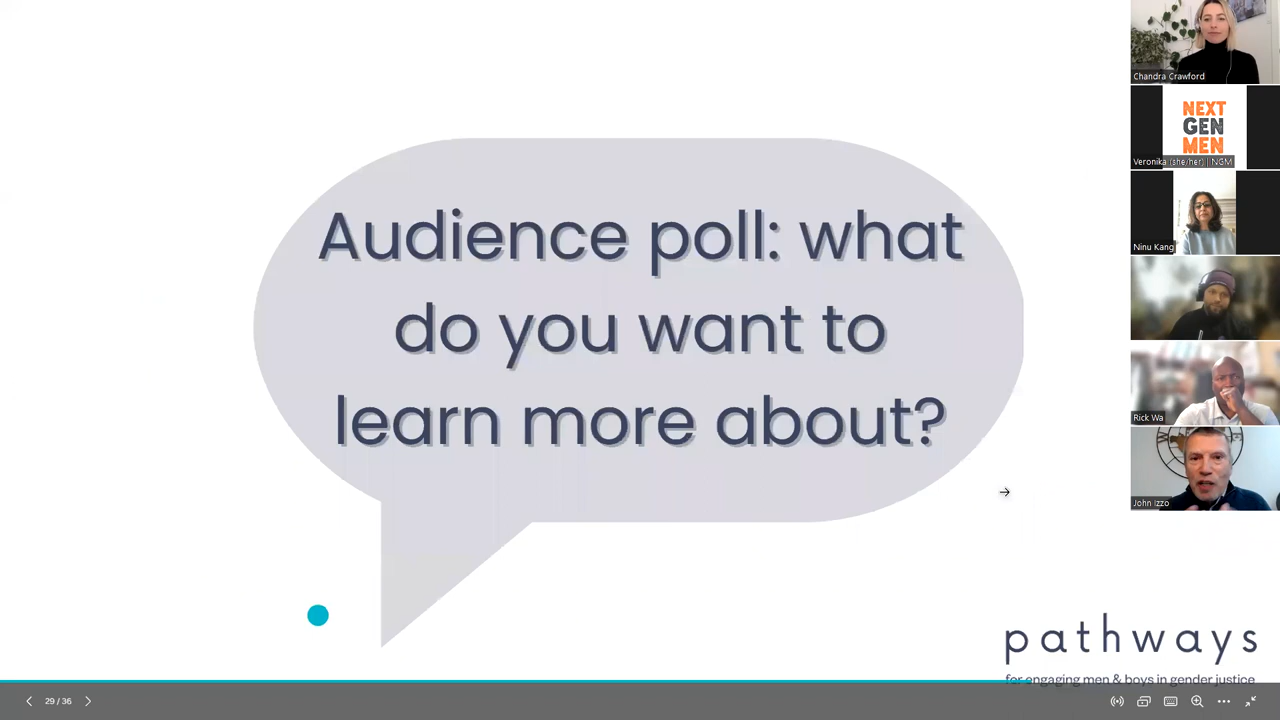 Audience poll: what
do you want to
learn more about?
pathways
for engaging men & boys in gender justice
29 / 36
Chandra Crawford
NEXT
GEN
MEN
Veronika (she/her) | NGM
Ninu Kang
Rick Wa
John Izzo